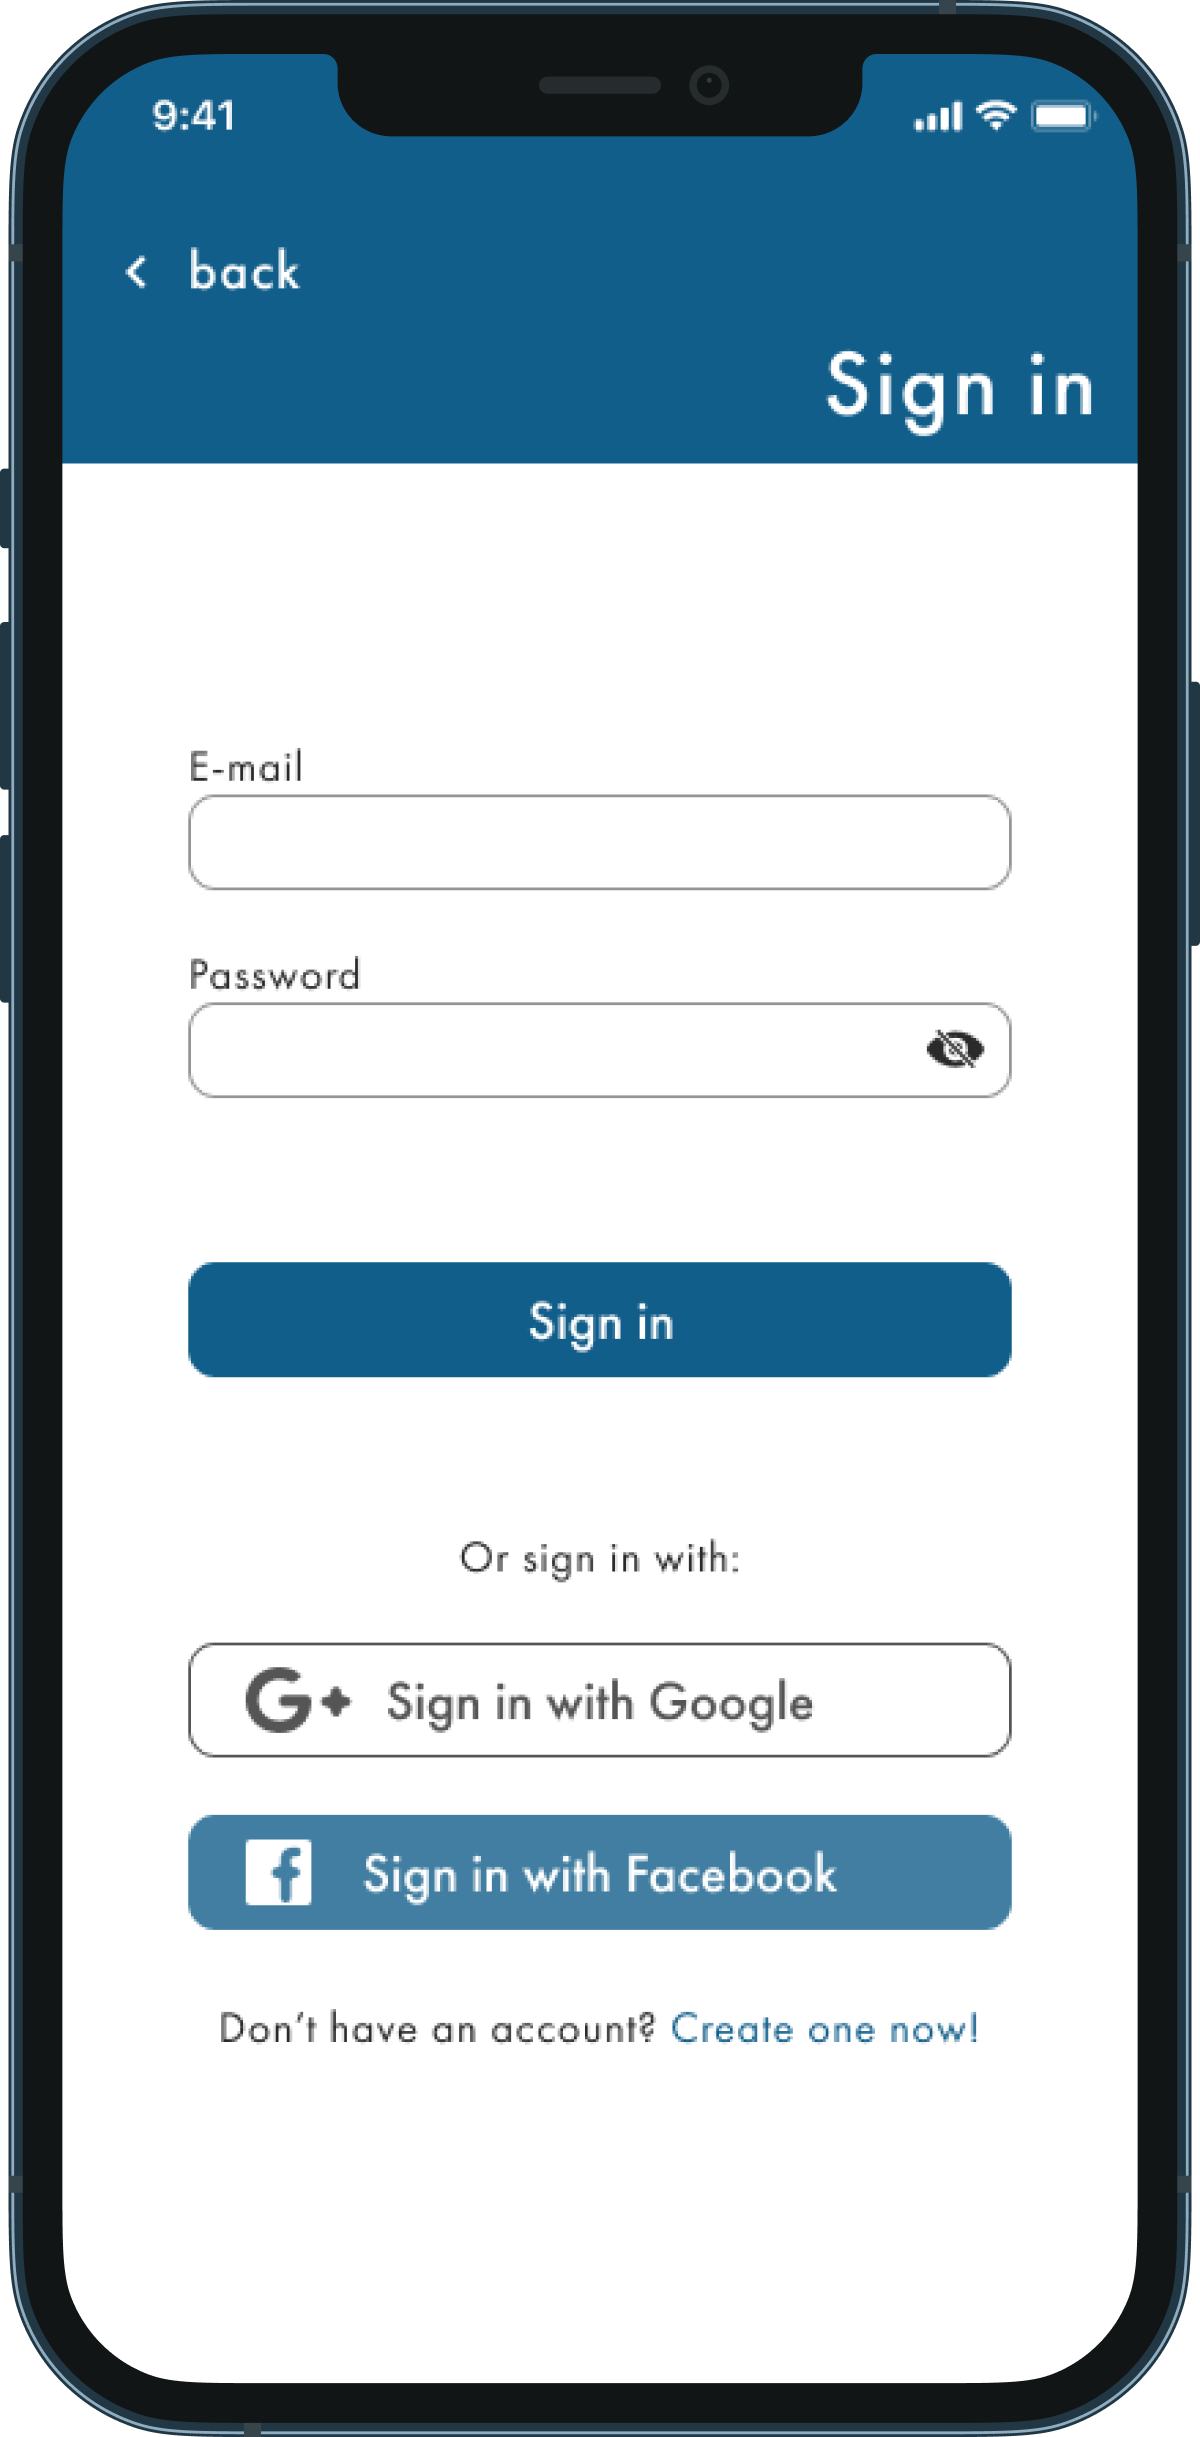 9:41
back
Sign in
E-mail
Password
Sign in
Or sign in with:
G+ Sign in with Google
f Sign in with Facebook
Don't have an account? Create one now!